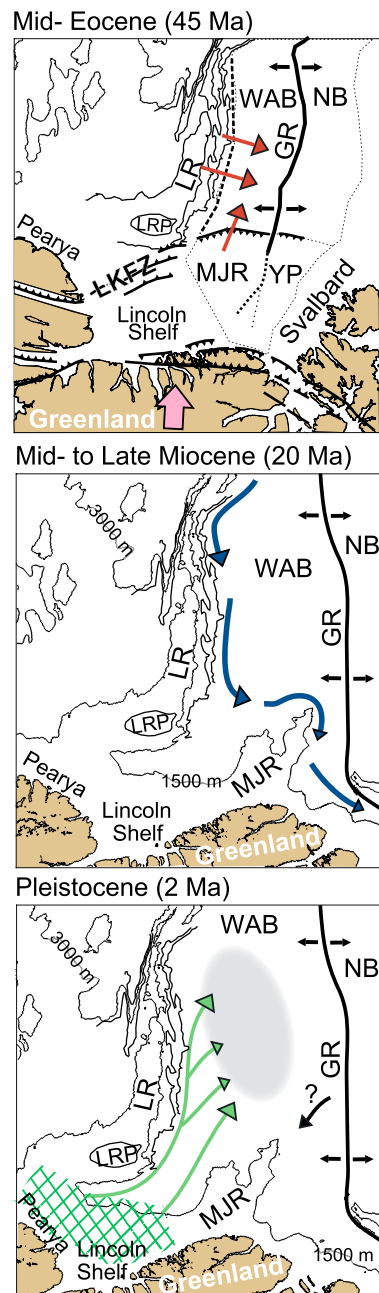 Mid- Eocene (45 Ma)
WAB
NB
GR
LR
LRP
Pearya
LKFZ
MJR
YP
Lincoln
Shelf
Svalbard
Greenland
Mid- to Late Miocene (20 Ma)
3000 m
NB
WAB
GR
LR
LRP
1500 m
MJR
Pearya
Lincoln
Shelf
Greenland
Pleistocene (2 Ma)
WAB
3000 m
NB
GR
LR
?
LRP
MJR
Pearya
Lincoln
Shelf
1500 m
Greenland